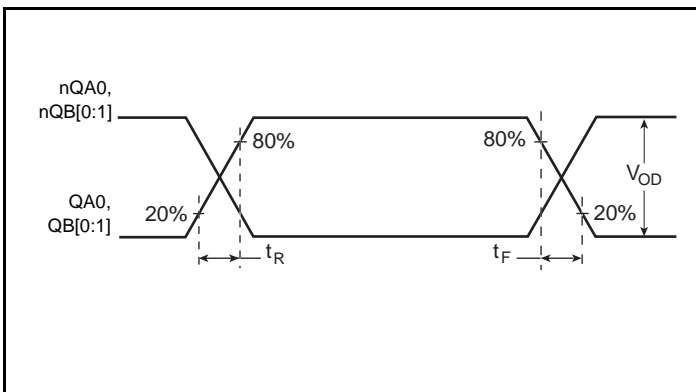 nQA0,
nQB[0:1]
80%
80%
VOD
QA0,
QB[0:1]
20%
20%
tR
tF